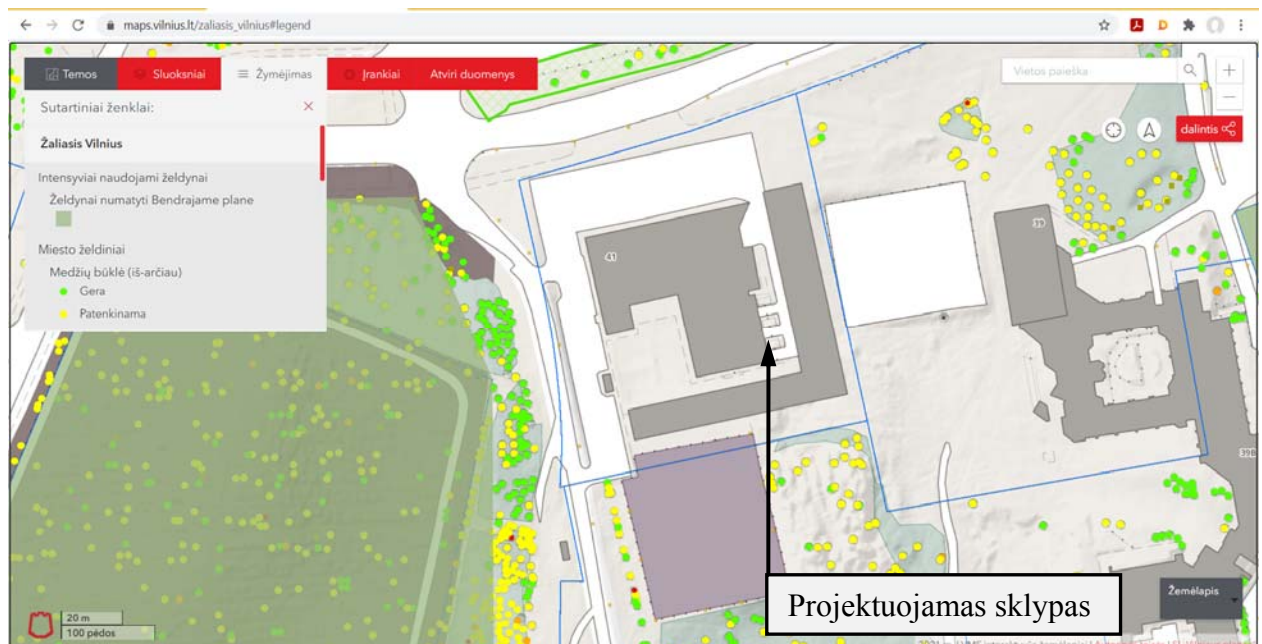 maps.vilnius.lt/zaliasis_vilnius#legend
Temos
Sluoksniai
Žymėjimas
Įrankiai
Atviri duomenys
Vietos paieška
Sutartiniai ženklai:
dalintis
Žaliasis Vilnius
Intensyviai naudojami želdynai
Želdynai numatyti Bendrajame plane
Miesto želdiniai
Medžių būklė (iš-arčiau)
Gera
Patenkinama
41
39
39B
Projektuojamas sklypas
Žemėlapis
20 m
100 pėdos